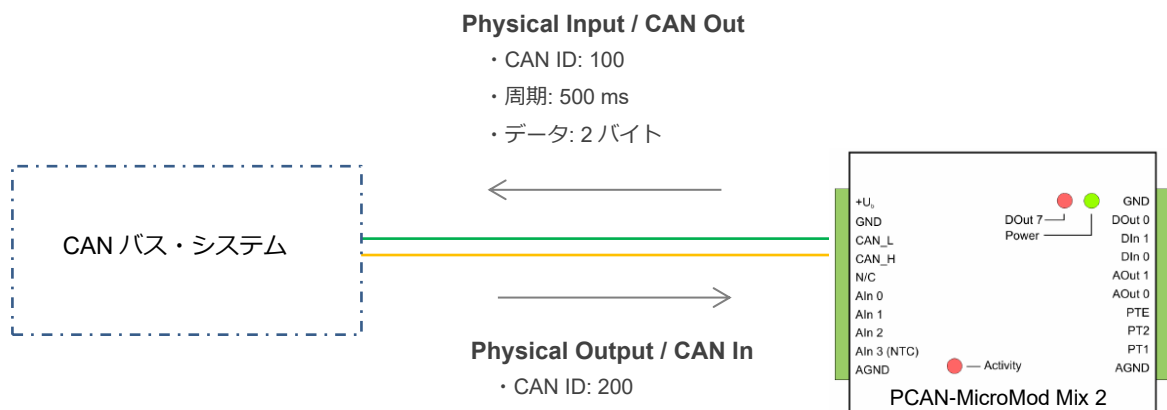 Physical Input / CAN Out
・CAN ID: 100
・周期: 500 ms
・データ: 2 バイト
CAN バス・システム
Physical Output / CAN In
・CAN ID: 200
+Ub
GND
CAN_L
CAN_H
N/C
AIn 0
AIn 1
AIn 2
AIn 3 (NTC)
AGND
DOut 7
Power
Activity
GND
DOut 0
DIn 1
DIn 0
AOut 1
AOut 0
PTE
PT2
PT1
AGND
PCAN-MicroMod Mix 2